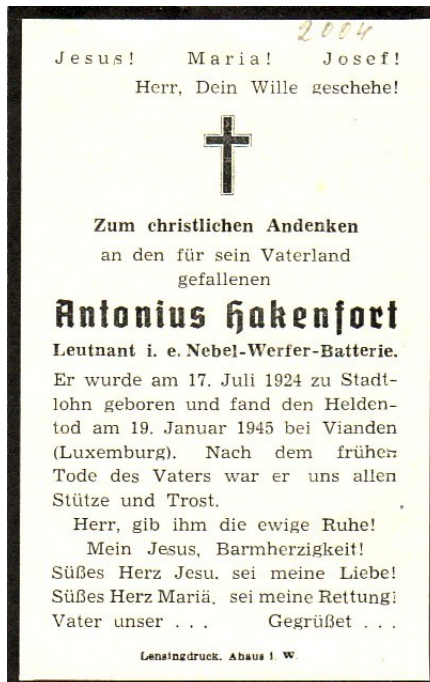 2004
Jesus! Maria! Josef!
Herr, Dein Wille geschehe!
Zum christlichen Andenken
an den für sein Vaterland
gefallenen
Antonius Hakenfort
Leutnant i. e. Nebel-Werfer-Batterie.
Er wurde am 17. Juli 1924 zu Stadt-
lohn geboren und fand den Helden-
tod am 19. Januar 1945 bei Vianden
(Luxemburg). Nach dem frühen
Tode des Vaters war er uns allen
Stütze und Trost.
Herr, gib ihm die ewige Ruhe!
Mein Jesus, Barmherzigkeit!
Süßes Herz Jesu, sei meine Liebe!
Süßes Herz Mariä, sei meine Rettung!
Vater unser . . . Gegrüßet . . .
Lensingdruck, Ahaus i. W.